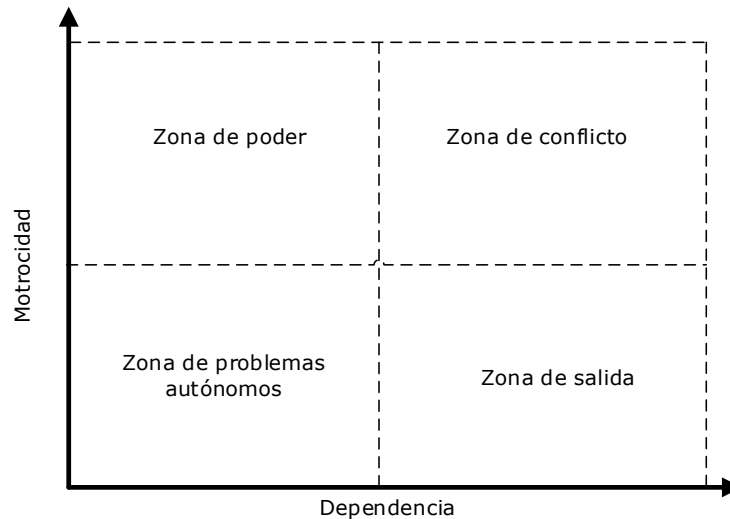 Zona de poder
Zona de conflicto
Motrocidad
Zona de problemas
autónomos
Zona de salida
Dependencia